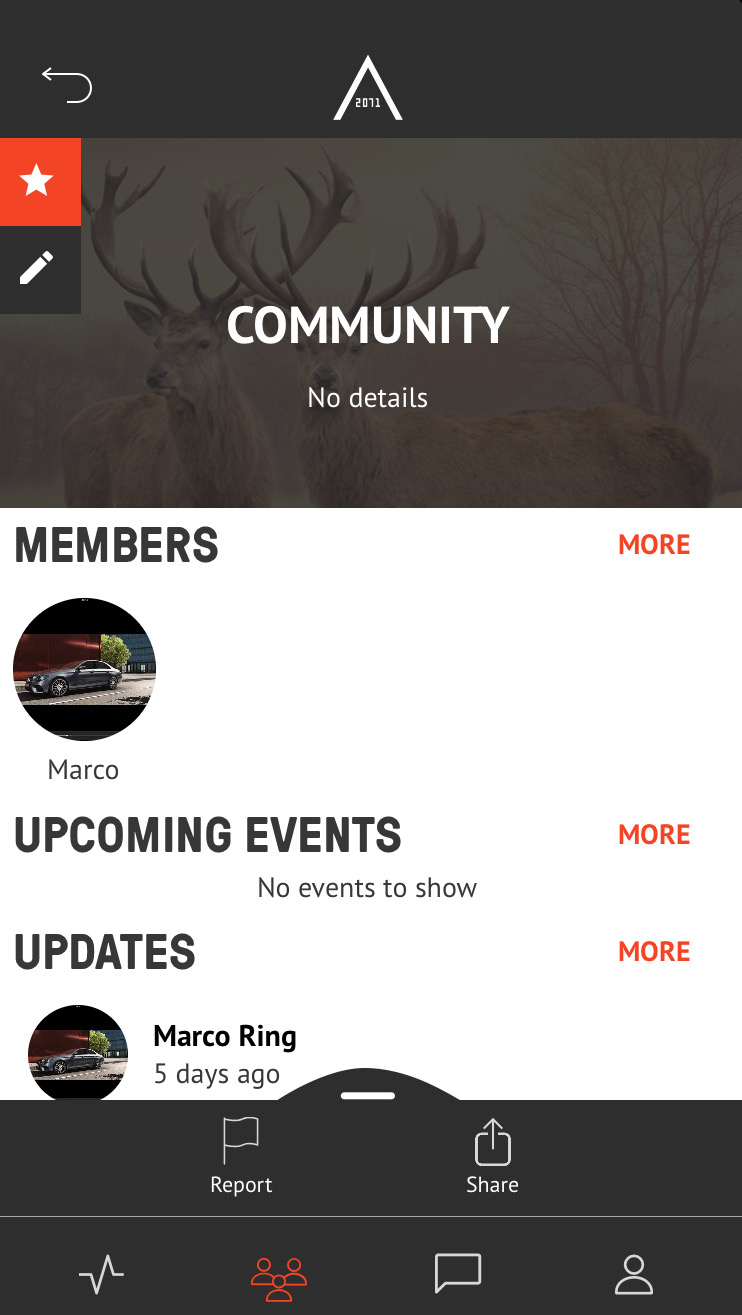 2071
COMMUNITY
No details
MEMBERS
MORE
Marco
UPCOMING EVENTS
MORE
No events to show
UPDATES
MORE
Marco Ring
5 days ago
Report
Share